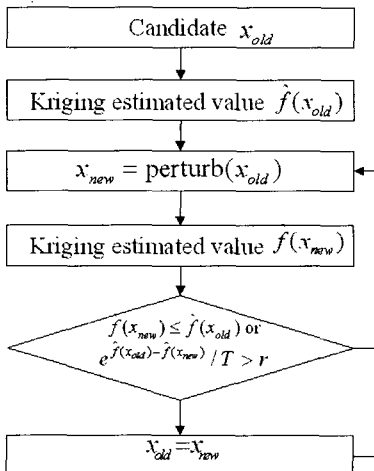 Candidate x_old
Kriging estimated value f̂(x_old)
x_new = perturb(x_old)
Kriging estimated value f(x_new)
f(x_new) ≤ f̂(x_old) or
e^{f̂(x_old)−f̂(x_new)} / T > r
x_old = x_new